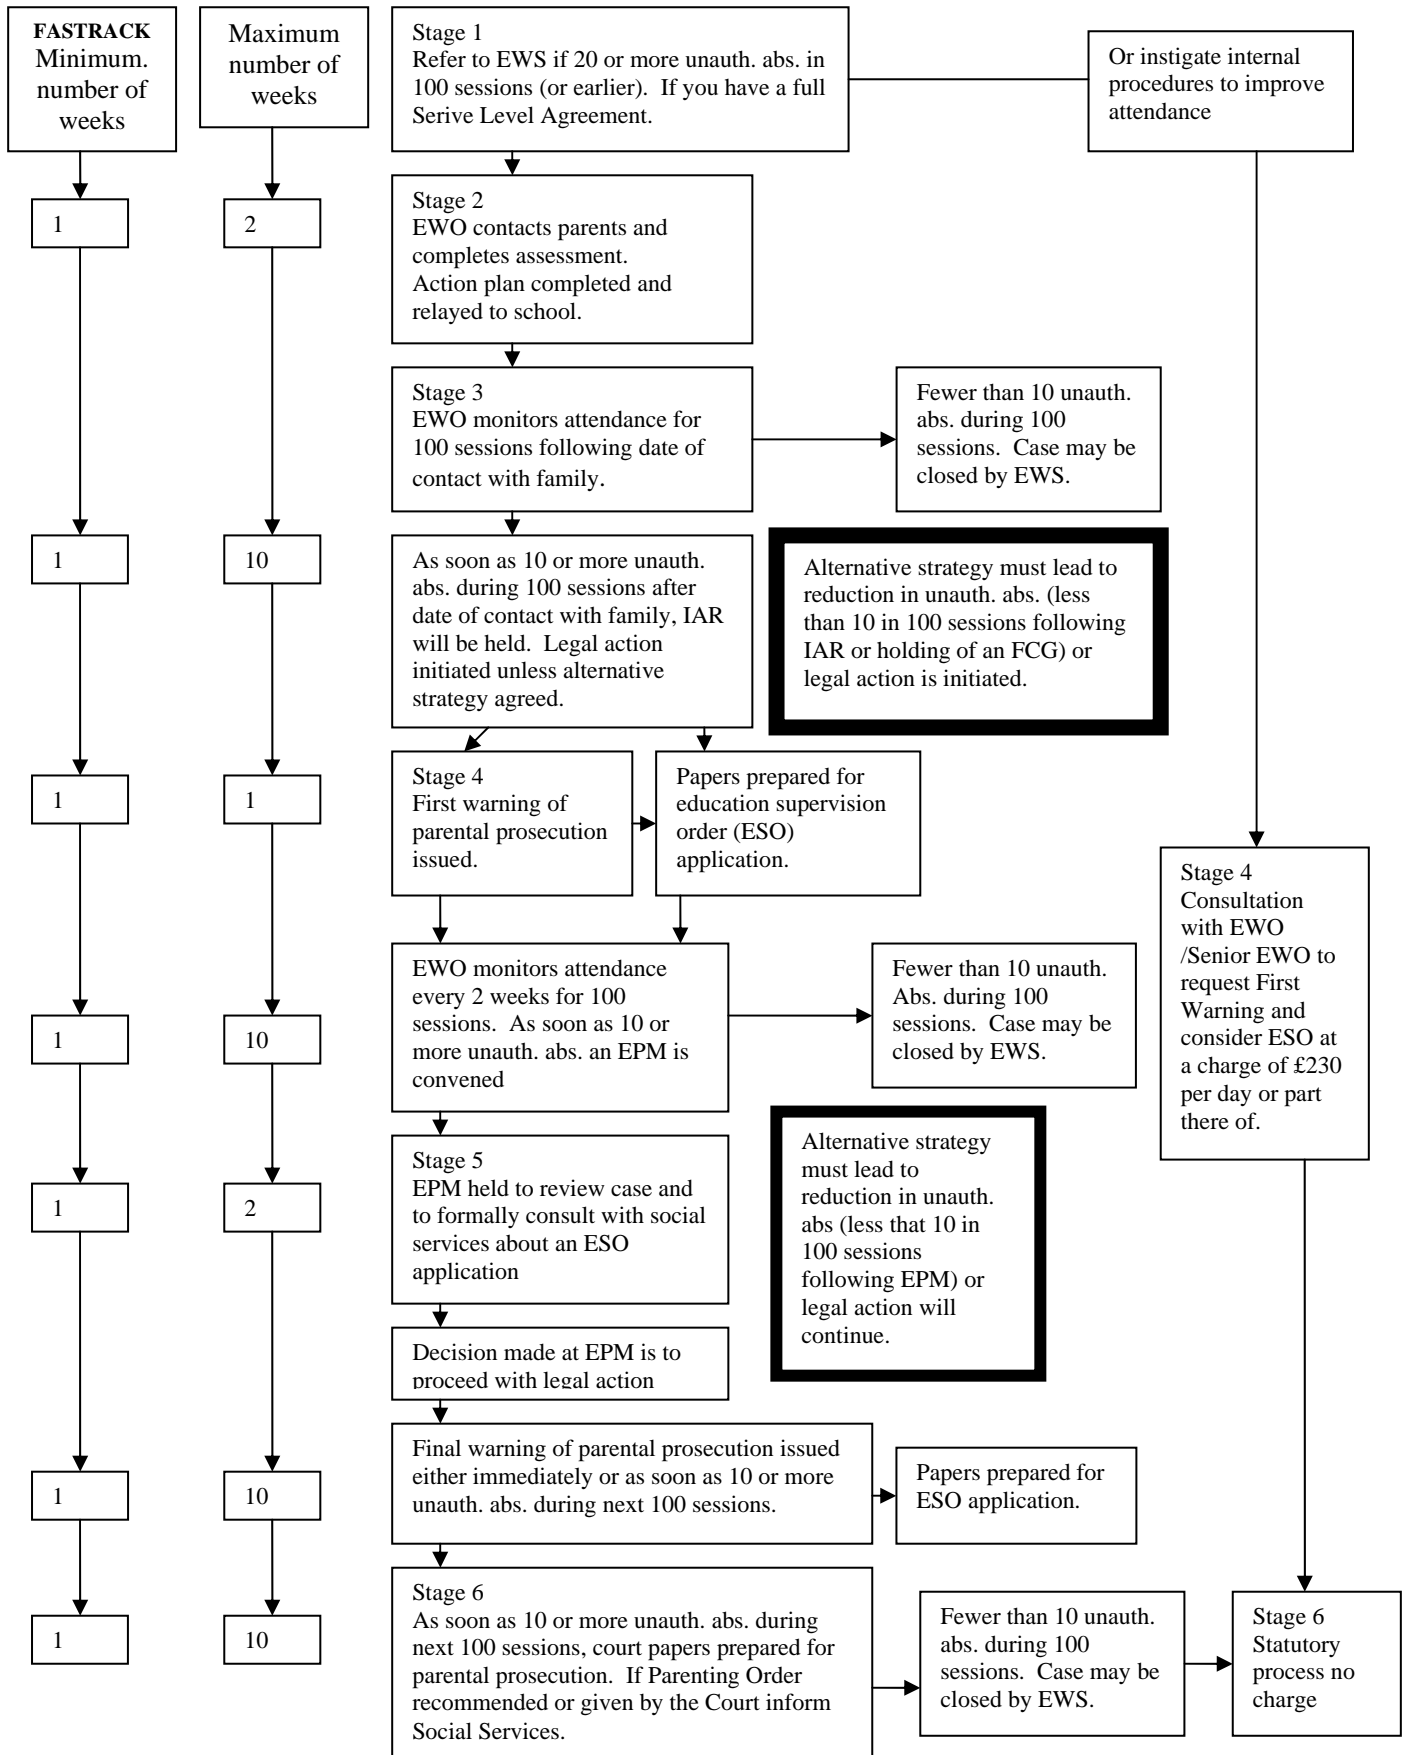 FASTRACK
Minimum.
number of
weeks
Maximum
number of
weeks
Stage 1
Refer to EWS if 20 or more unauth. abs. in
100 sessions (or earlier).  If you have a full
Serive Level Agreement.
Or instigate internal
procedures to improve
attendance
1
2
Stage 2
EWO contacts parents and
completes assessment.
Action plan completed and
relayed to school.
Stage 3
EWO monitors attendance for
100 sessions following date of
contact with family.
Fewer than 10 unauth.
abs. during 100
sessions.  Case may be
closed by EWS.
1
10
As soon as 10 or more unauth.
abs. during 100 sessions after
date of contact with family, IAR
will be held.  Legal action
initiated unless alternative
strategy agreed.
Alternative strategy must lead to
reduction in unauth. abs. (less
than 10 in 100 sessions following
IAR or holding of an FCG) or
legal action is initiated.
1
1
Stage 4
First warning of
parental prosecution
issued.
Papers prepared for
education supervision
order (ESO)
application.
Stage 4
Consultation
with EWO
/Senior EWO to
request First
Warning and
consider ESO at
a charge of £230
per day or part
there of.
1
10
EWO monitors attendance
every 2 weeks for 100
sessions.  As soon as 10 or
more unauth. abs. an EPM is
convened
Fewer than 10 unauth.
Abs. during 100
sessions.  Case may be
closed by EWS.
1
2
Stage 5
EPM held to review case and
to formally consult with social
services about an ESO
application
Alternative strategy
must lead to
reduction in unauth.
abs (less that 10 in
100 sessions
following EPM) or
legal action will
continue.
Decision made at EPM is to
proceed with legal action
1
10
Final warning of parental prosecution issued
either immediately or as soon as 10 or more
unauth. abs. during next 100 sessions.
Papers prepared for
ESO application.
1
10
Stage 6
As soon as 10 or more unauth. abs. during
next 100 sessions, court papers prepared for
parental prosecution.  If Parenting Order
recommended or given by the Court inform
Social Services.
Fewer than 10 unauth.
abs. during 100
sessions.  Case may be
closed by EWS.
Stage 6
Statutory
process no
charge